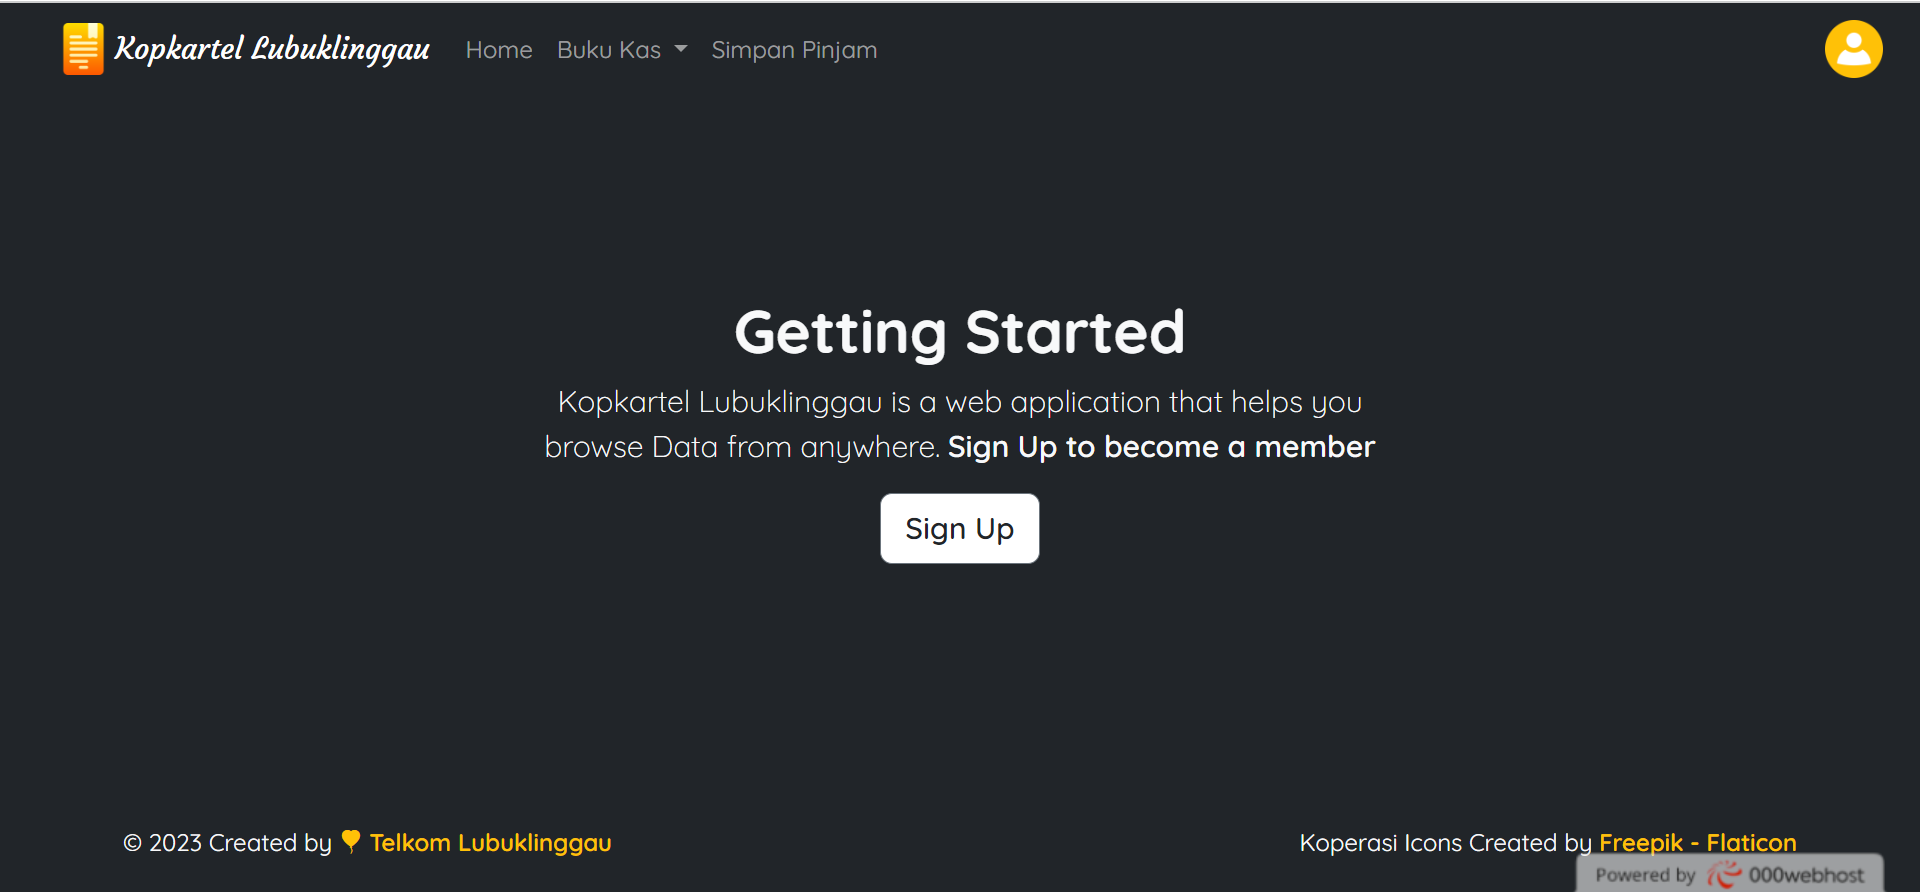 Kopkartel Lubuklinggau Home Buku Kas Simpan Pinjam
Getting Started
Kopkartel Lubuklinggau is a web application that helps you
browse Data from anywhere. Sign Up to become a member
Sign Up
© 2023 Created by Telkom Lubuklinggau
Koperasi Icons Created by Freepik - Flaticon
Powered by 000webhost